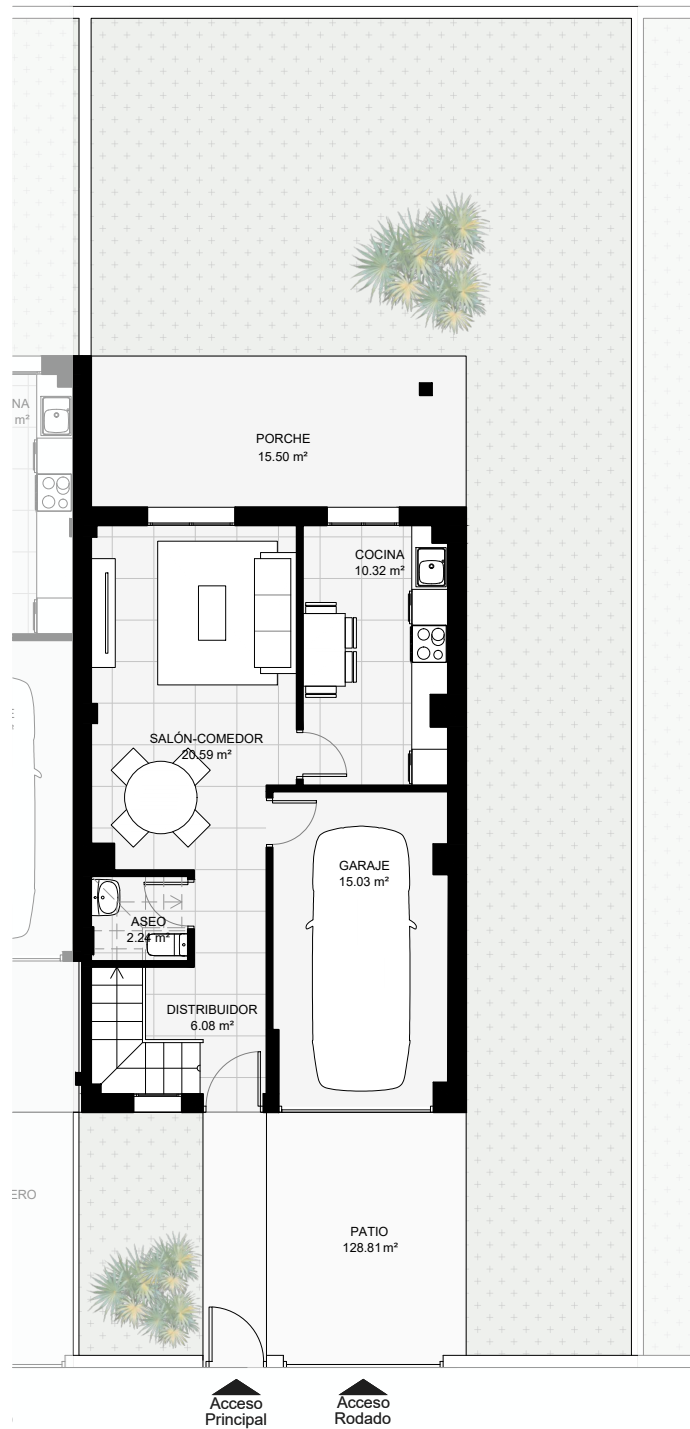 NA
m²
PORCHE
15.50 m²
COCINA
10.32 m²
SALÓN-COMEDOR
20.59 m²
GARAJE
15.03 m²
ASEO
2.24 m²
DISTRIBUIDOR
6.08 m²
ERO
PATIO
128.81 m²
Acceso
Principal
Acceso
Rodado